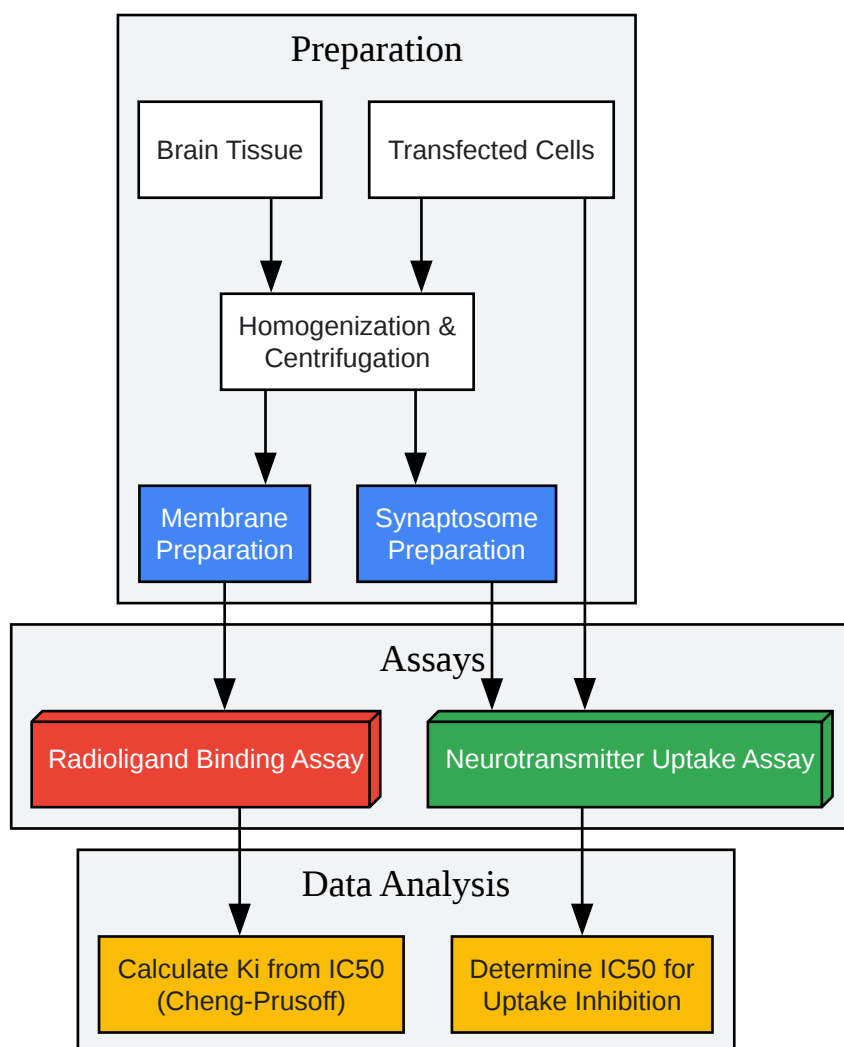 Preparation
Brain Tissue
Transfected Cells
Homogenization &
Centrifugation
Membrane
Preparation
Synaptosome
Preparation
Assays
Radioligand Binding Assay
Neurotransmitter Uptake Assay
Data Analysis
Calculate Ki from IC50
(Cheng-Prusoff)
Determine IC50 for
Uptake Inhibition